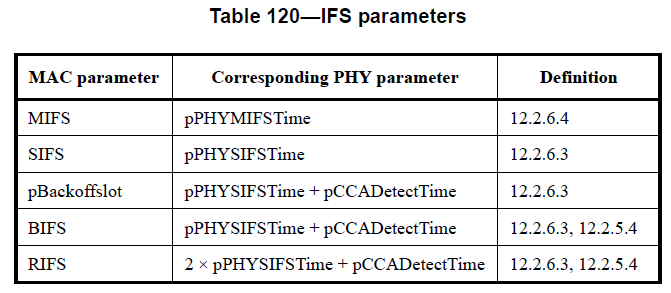 Table 120—IFS parameters
MAC parameter Corresponding PHY parameter Definition
MIFS pPHYMIFSTime 12.2.6.4
SIFS pPHYSIFSTime 12.2.6.3
pBackoffslot pPHYSIFSTime + pCCADetectTime 12.2.6.3
BIFS pPHYSIFSTime + pCCADetectTime 12.2.6.3, 12.2.5.4
RIFS 2 × pPHYSIFSTime + pCCADetectTime 12.2.6.3, 12.2.5.4